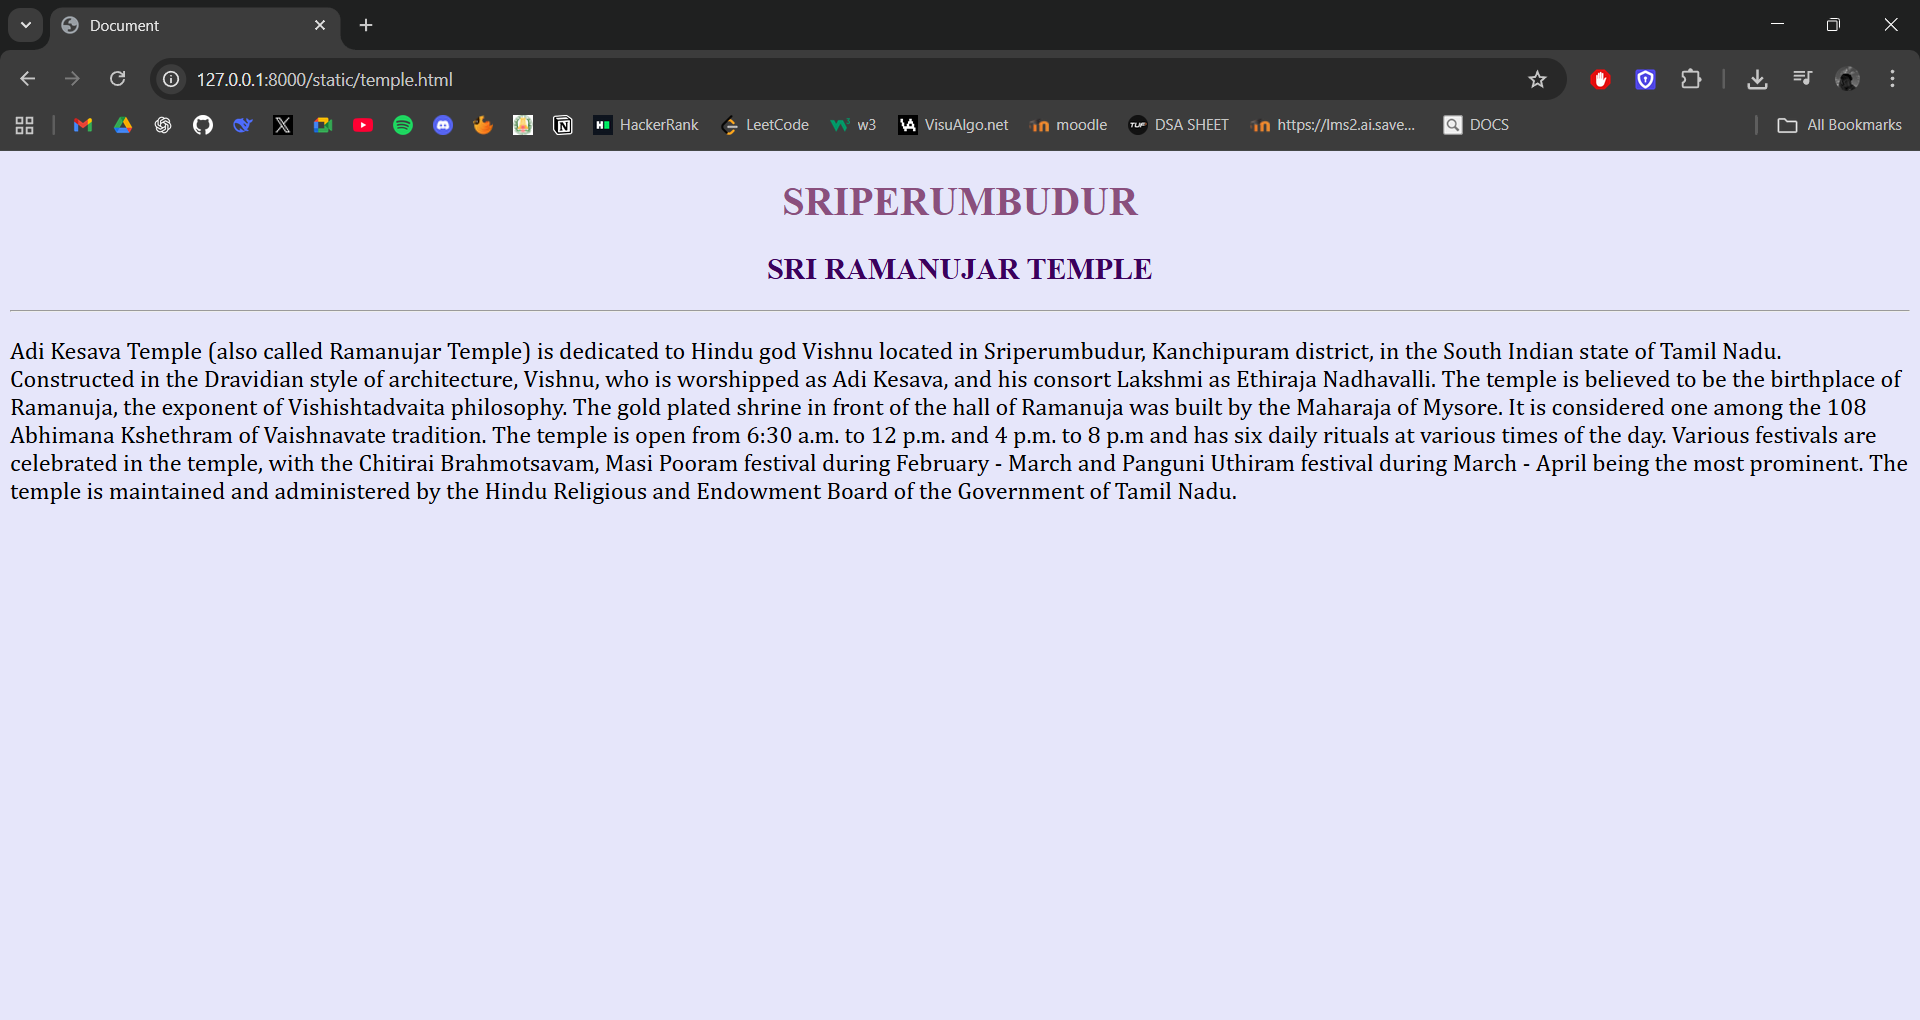 Document
127.0.0.1:8000/static/temple.html
HackerRank LeetCode w3 VisuAlgo.net moodle DSA SHEET https://lms2.ai.save... DOCS All Bookmarks
SRIPERUMBUDUR
SRI RAMANUJAR TEMPLE
Adi Kesava Temple (also called Ramanujar Temple) is dedicated to Hindu god Vishnu located in Sriperumbudur, Kanchipuram district, in the South Indian state of Tamil Nadu.
Constructed in the Dravidian style of architecture, Vishnu, who is worshipped as Adi Kesava, and his consort Lakshmi as Ethiraja Nadhavalli. The temple is believed to be the birthplace of
Ramanuja, the exponent of Vishishtadvaita philosophy. The gold plated shrine in front of the hall of Ramanuja was built by the Maharaja of Mysore. It is considered one among the 108
Abhimana Kshethram of Vaishnavate tradition. The temple is open from 6:30 a.m. to 12 p.m. and 4 p.m. to 8 p.m and has six daily rituals at various times of the day. Various festivals are
celebrated in the temple, with the Chitirai Brahmotsavam, Masi Pooram festival during February - March and Panguni Uthiram festival during March - April being the most prominent. The
temple is maintained and administered by the Hindu Religious and Endowment Board of the Government of Tamil Nadu.